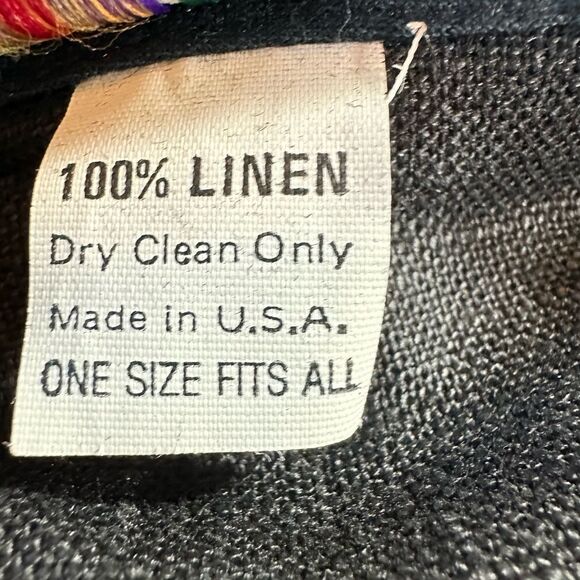 100% LINEN
Dry Clean Only
Made in U.S.A.
ONE SIZE FITS ALL